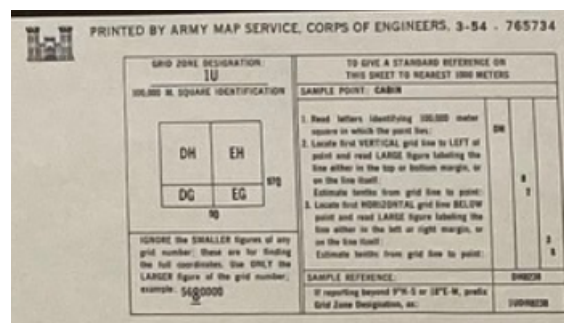 PRINTED BY ARMY MAP SERVICE, CORPS OF ENGINEERS, 3-54 - 765734
GRID ZONE DESIGNATION:
1U
100,000 M. SQUARE IDENTIFICATION
DH EH
DG EG
IGNORE the SMALLER figures of any
grid number; these are for finding
the full coordinates. Use ONLY the
LARGER figure of the grid number;
example: 5680000
TO GIVE A STANDARD REFERENCE ON
THIS SHEET TO NEAREST 1000 METERS
SAMPLE POINT: CABIN
1. Read letters identifying 100,000 meter
square in which the point lies:
DH
2. Locate first VERTICAL grid line to LEFT of
point and read LARGE figure labeling the
line either in the top or bottom margin, or
on the line itself:
Estimate tenths from grid line to point:
3. Locate first HORIZONTAL grid line BELOW
point and read LARGE figure labeling the
line either in the left or right margin, or
on the line itself:
Estimate tenths from grid line to point:
SAMPLE REFERENCE:
If reporting beyond
prefix
Grid Zone Designation, as: